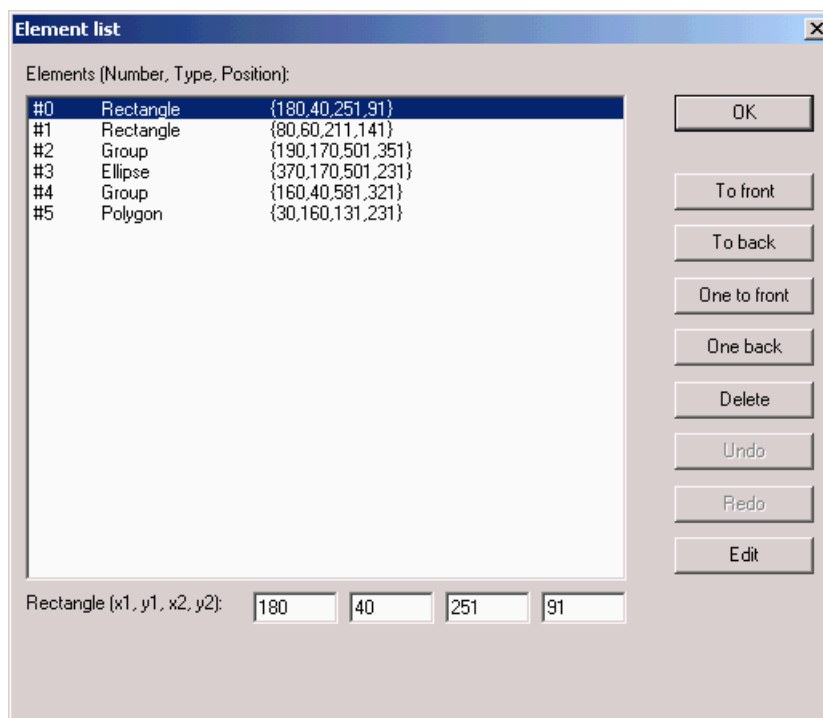 Element list
Elements (Number, Type, Position):
#0 Rectangle {180,40,251,91}
#1 Rectangle {80,60,211,141}
#2 Group {190,170,501,351}
#3 Ellipse {370,170,501,231}
#4 Group {160,40,581,321}
#5 Polygon {30,160,131,231}
OK
To front
To back
One to front
One back
Delete
Undo
Redo
Edit
Rectangle (x1, y1, x2, y2): 180 40 251 91